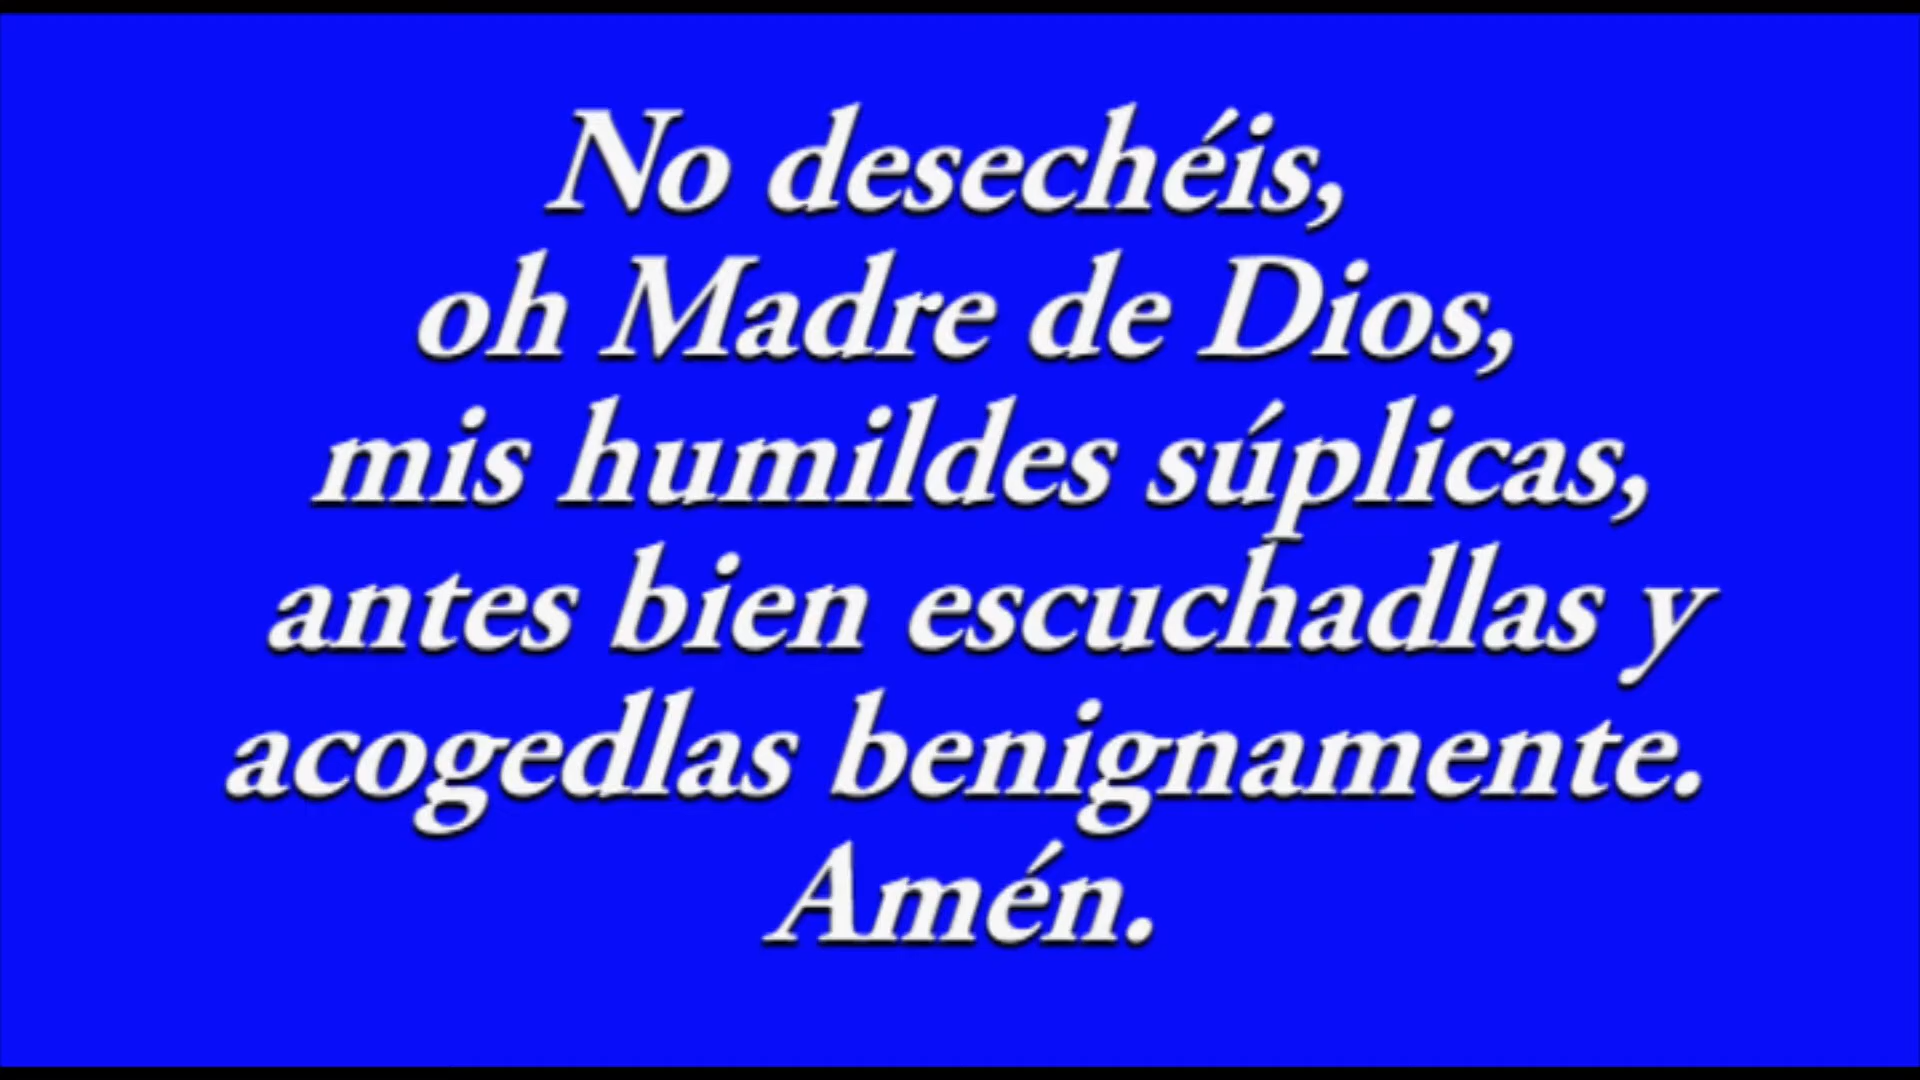 No desechéis,
oh Madre de Dios,
mis humildes súplicas,
antes bien escuchadlas y
acogedlas benignamente.
Amén.